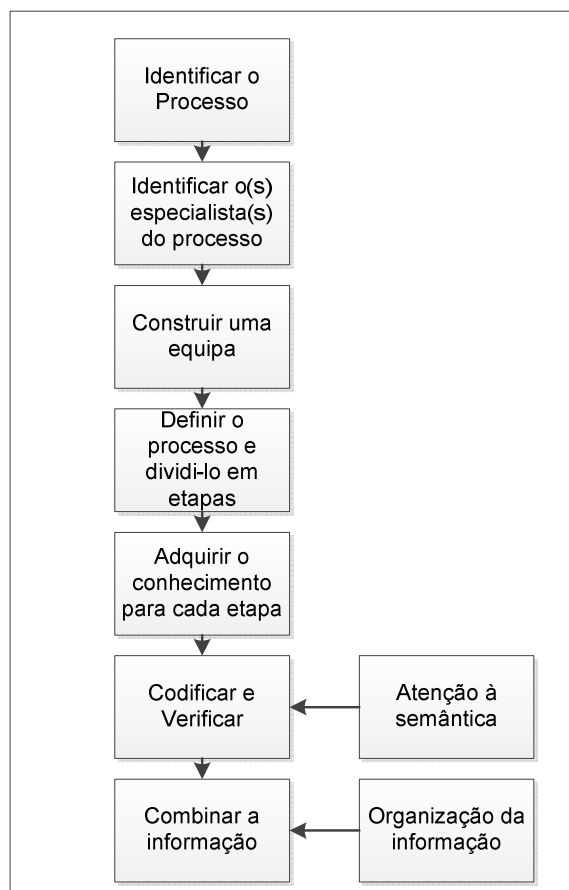 Identificar o
Processo
Identificar o(s)
especialista(s)
do processo
Construir uma
equipa
Definir o
processo e
dividi-lo em
etapas
Adquirir o
conhecimento
para cada etapa
Codificar e
Verificar
Atenção à
semântica
Combinar a
informação
Organização da
informação